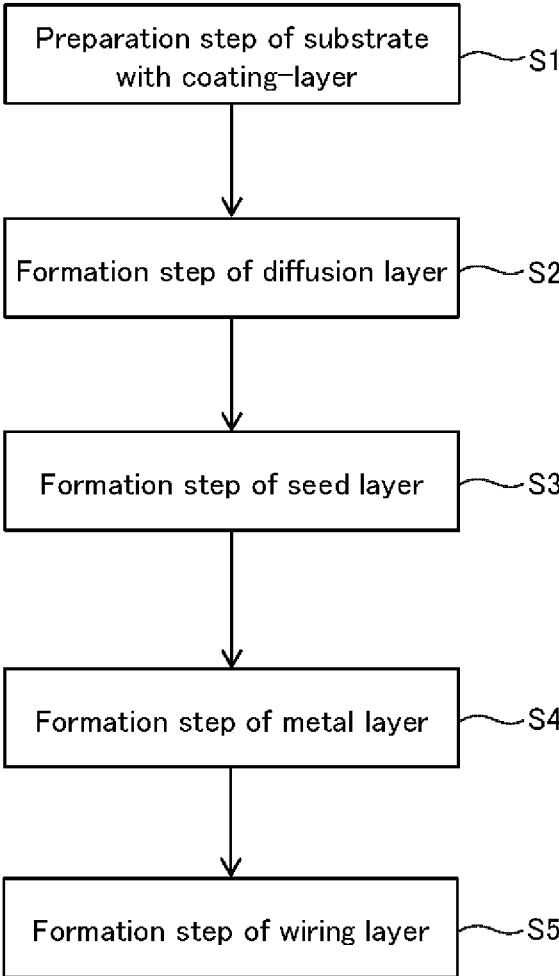 Preparation step of substrate
with coating-layer
S1
Formation step of diffusion layer
S2
Formation step of seed layer
S3
Formation step of metal layer
S4
Formation step of wiring layer
S5